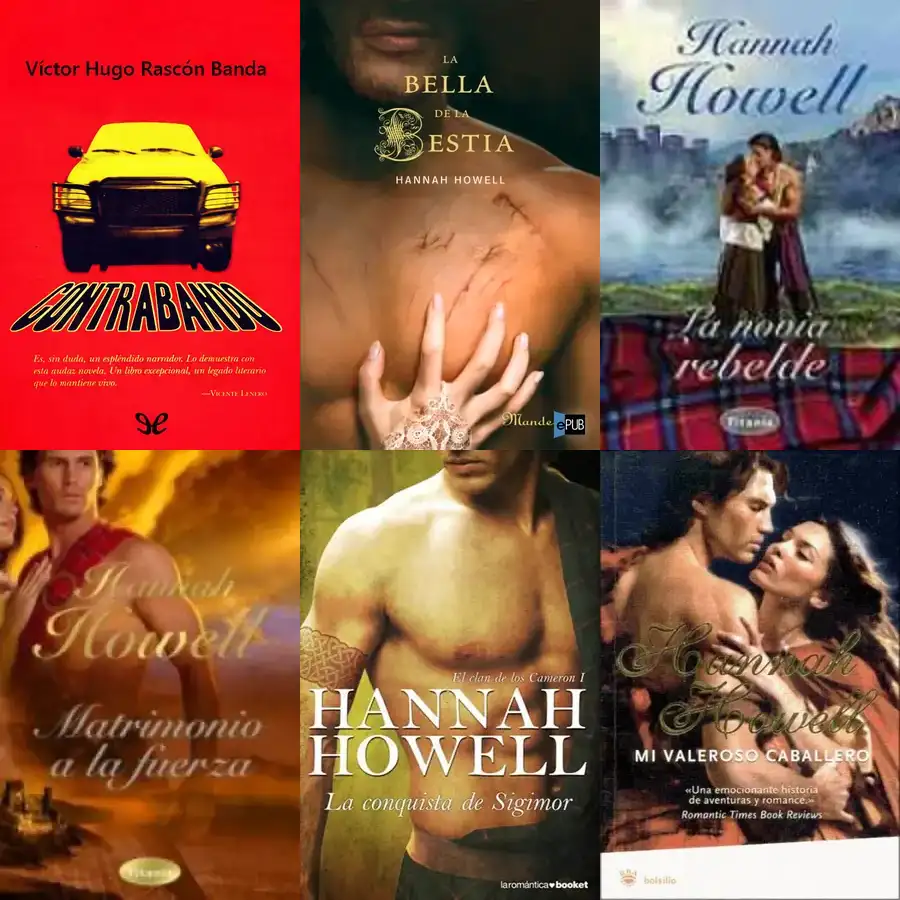 Víctor Hugo Rascón Banda
CONTRABANDO
Es, sin duda, un espléndido narrador. Lo demuestra con
esta audaz novela. Un libro excepcional, un legado literario
que lo mantiene vivo.
—VICENTE LEÑERO
LA
BELLA
DE LA
BESTIA
HANNAH HOWELL
Mande ePUB
Hannah
Howell
La novia
rebelde
Titania
Hannah
Howell
Matrimonio
a la fuerza
Titania
El clan de los Cameron I
HANNAH
HOWELL
La conquista de Sigimor
laromántica♥booket
Hannah
Howell
MI VALEROSO CABALLERO
«Una emocionante historia
de aventuras y romance.»
Romantic Times Book Reviews
RBA
bolsillo